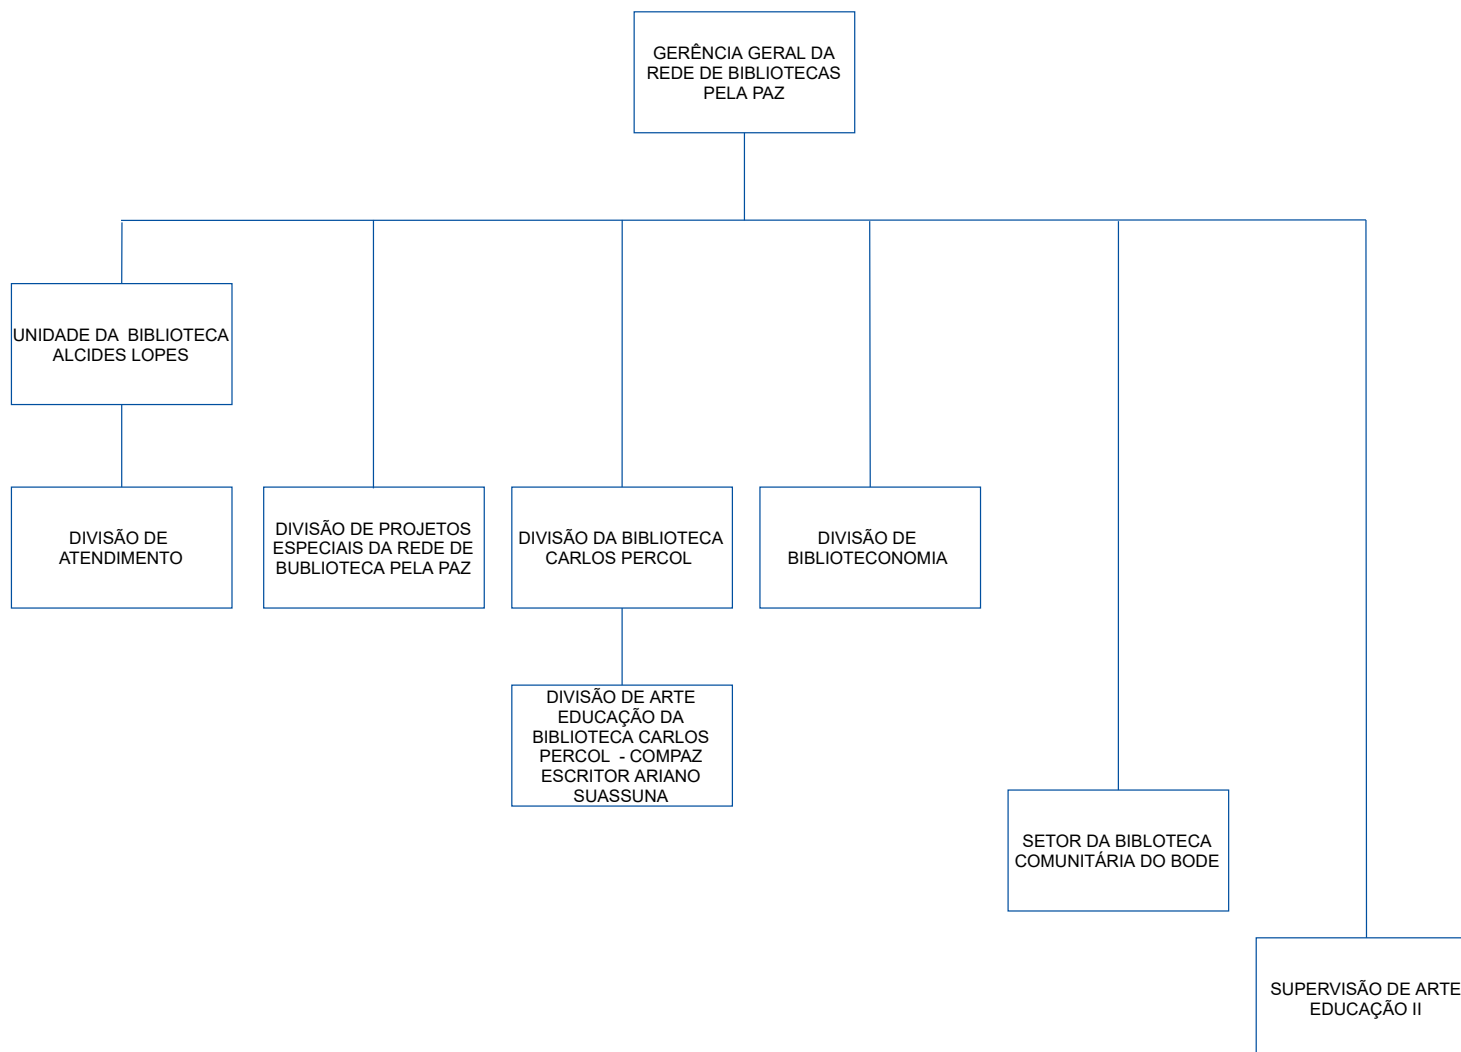 GERÊNCIA GERAL DA
REDE DE BIBLIOTECAS
PELA PAZ
UNIDADE DA  BIBLIOTECA
ALCIDES LOPES
DIVISÃO DE
ATENDIMENTO
DIVISÃO DE PROJETOS
ESPECIAIS DA REDE DE
BUBLIOTECA PELA PAZ
DIVISÃO DA BIBLIOTECA
CARLOS PERCOL
DIVISÃO DE
BIBLIOTECONOMIA
DIVISÃO DE ARTE
EDUCAÇÃO DA
BIBLIOTECA CARLOS
PERCOL  - COMPAZ
ESCRITOR ARIANO
SUASSUNA
SETOR DA BIBLOTECA
COMUNITÁRIA DO BODE
SUPERVISÃO DE ARTE
EDUCAÇÃO II